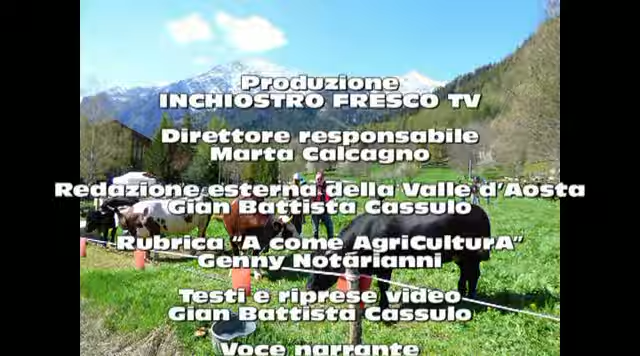 Produzione
INCHIOSTRO FRESCO TV
Direttore responsabile
Marta Calcagno
Redazione esterna della Valle d'Aosta
Gian Battista Cassulo
Rubrica "A come AgriCulturA"
Genny Notarianni
Testi e riprese video
Gian Battista Cassulo
Voce narrante